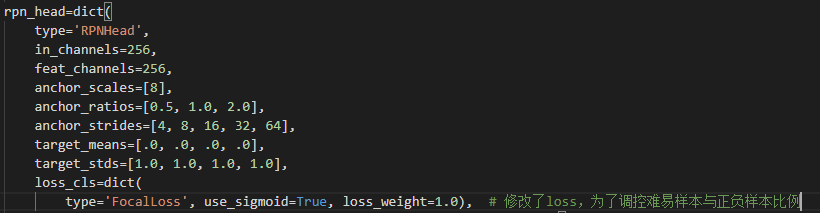 rpn_head=dict(
type='RPNHead',
in_channels=256,
feat_channels=256,
anchor_scales=[8],
anchor_ratios=[0.5, 1.0, 2.0],
anchor_strides=[4, 8, 16, 32, 64],
target_means=[.0, .0, .0, .0],
target_stds=[1.0, 1.0, 1.0, 1.0],
loss_cls=dict(
type='FocalLoss', use_sigmoid=True, loss_weight=1.0), # 修改了loss,为了调控难易样本与正负样本比例